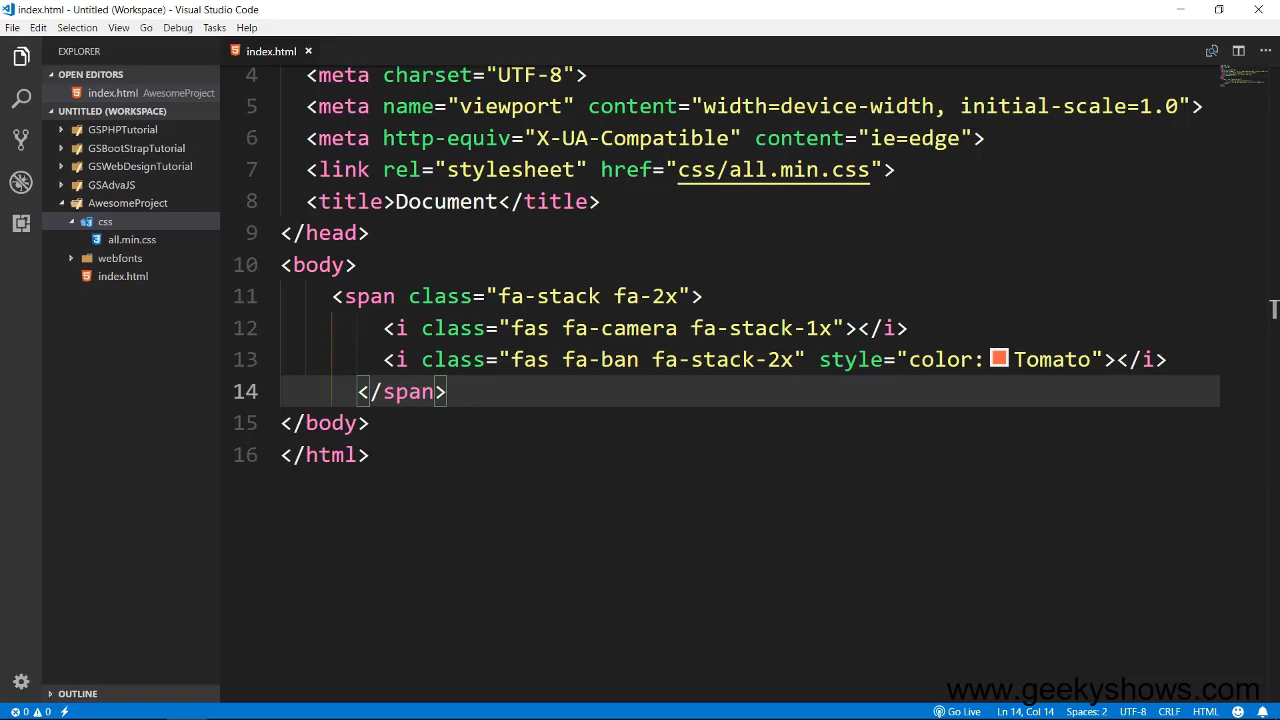 index.html - Untitled (Workspace) - Visual Studio Code
File Edit Selection View Go Debug Tasks Help
EXPLORER
OPEN EDITORS
index.html AwesomeProject
UNTITLED (WORKSPACE)
GSPHPTutorial
GSBootStrapTutorial
GSWebDesignTutorial
GSAdvaJS
AwesomeProject
css
all.min.css
webfonts
index.html
OUTLINE
index.html
4 <meta charset="UTF-8">
5 <meta name="viewport" content="width=device-width, initial-scale=1.0">
6 <meta http-equiv="X-UA-Compatible" content="ie=edge">
7 <link rel="stylesheet" href="css/all.min.css">
8 <title>Document</title>
9 </head>
10 <body>
11 <span class="fa-stack fa-2x">
12 <i class="fas fa-camera fa-stack-1x"></i>
13 <i class="fas fa-ban fa-stack-2x" style="color:Tomato"></i>
14 </span>
15 </body>
16 </html>
www.geekyshows.com
0 0 Go Live Ln 14, Col 14 Spaces: 2 UTF-8 CRLF HTML